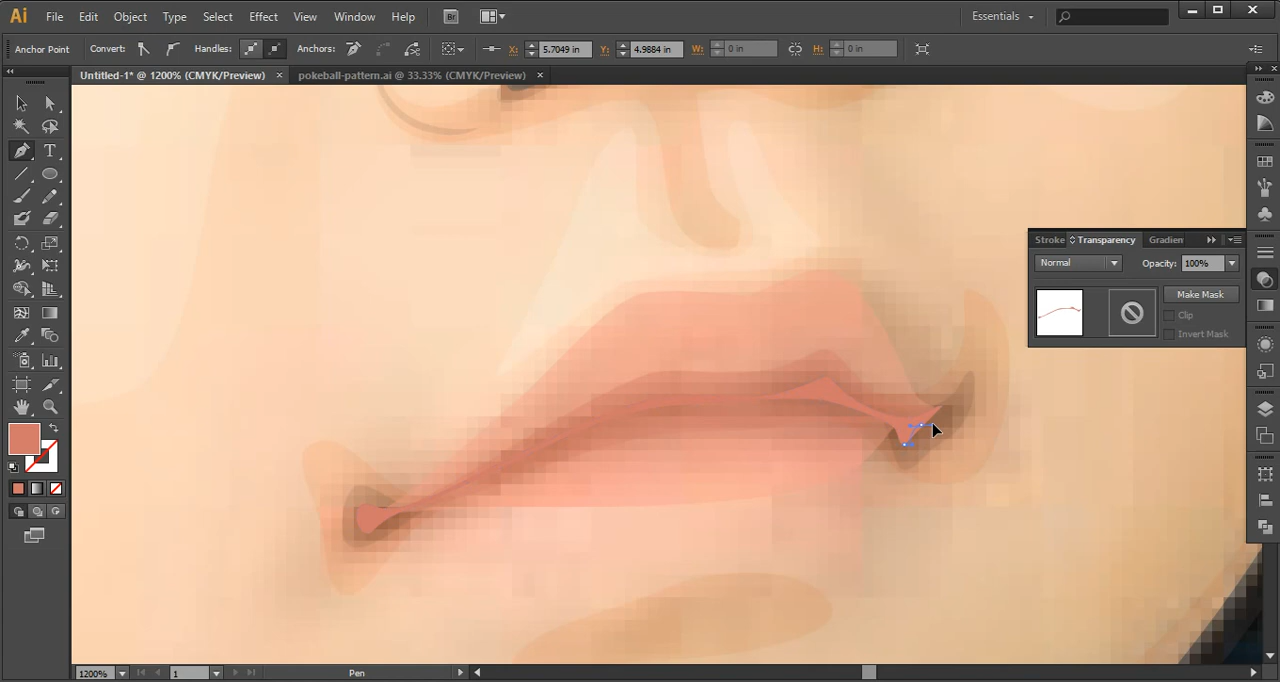 Ai File Edit Object Type Select Effect View Window Help Br Essentials
Anchor Point Convert: Handles: Anchors: X: 5.7049 in Y: 4.9884 in W: 0 in H: 0 in
Untitled-1* @ 1200% (CMYK/Preview) × pokeball-pattern.ai @ 33.33% (CMYK/Preview) ×
Stroke Transparency Gradien
Normal Opacity: 100%
Make Mask
Clip
Invert Mask
1200% 1 Pen